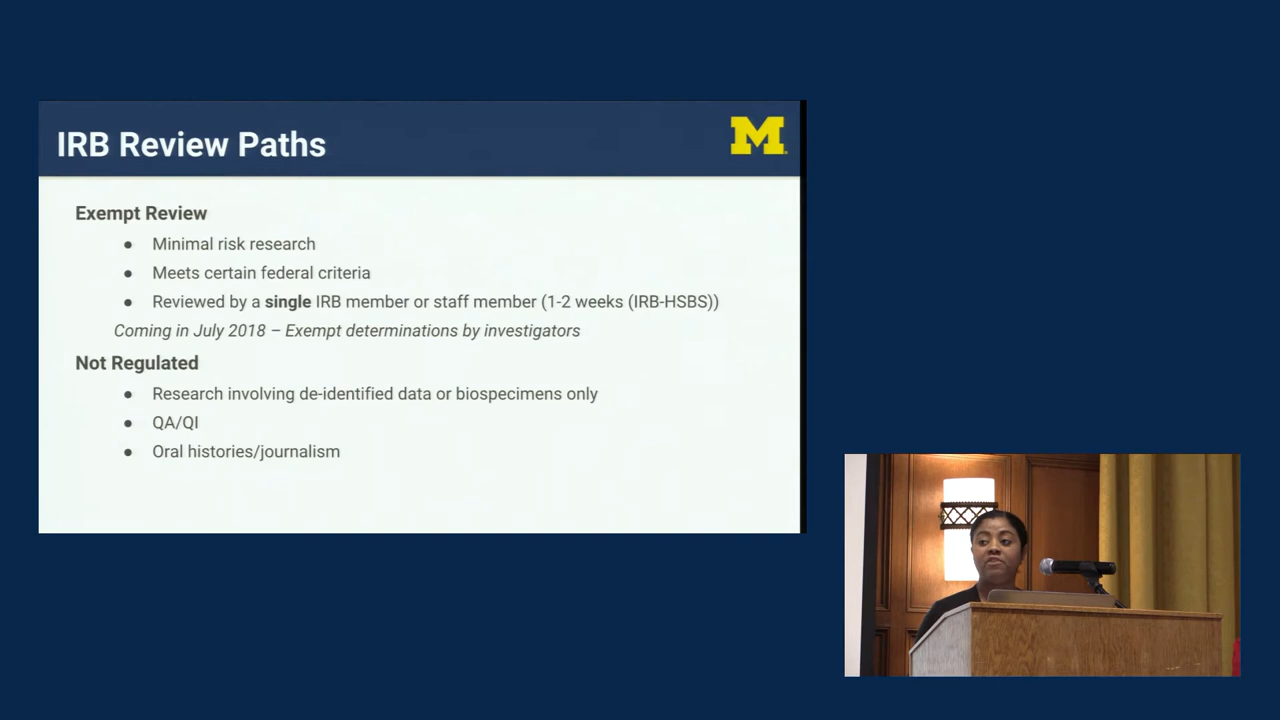 IRB Review Paths
M
Exempt Review
● Minimal risk research
● Meets certain federal criteria
● Reviewed by a single IRB member or staff member (1-2 weeks (IRB-HSBS))
Coming in July 2018 – Exempt determinations by investigators
Not Regulated
● Research involving de-identified data or biospecimens only
● QA/QI
● Oral histories/journalism